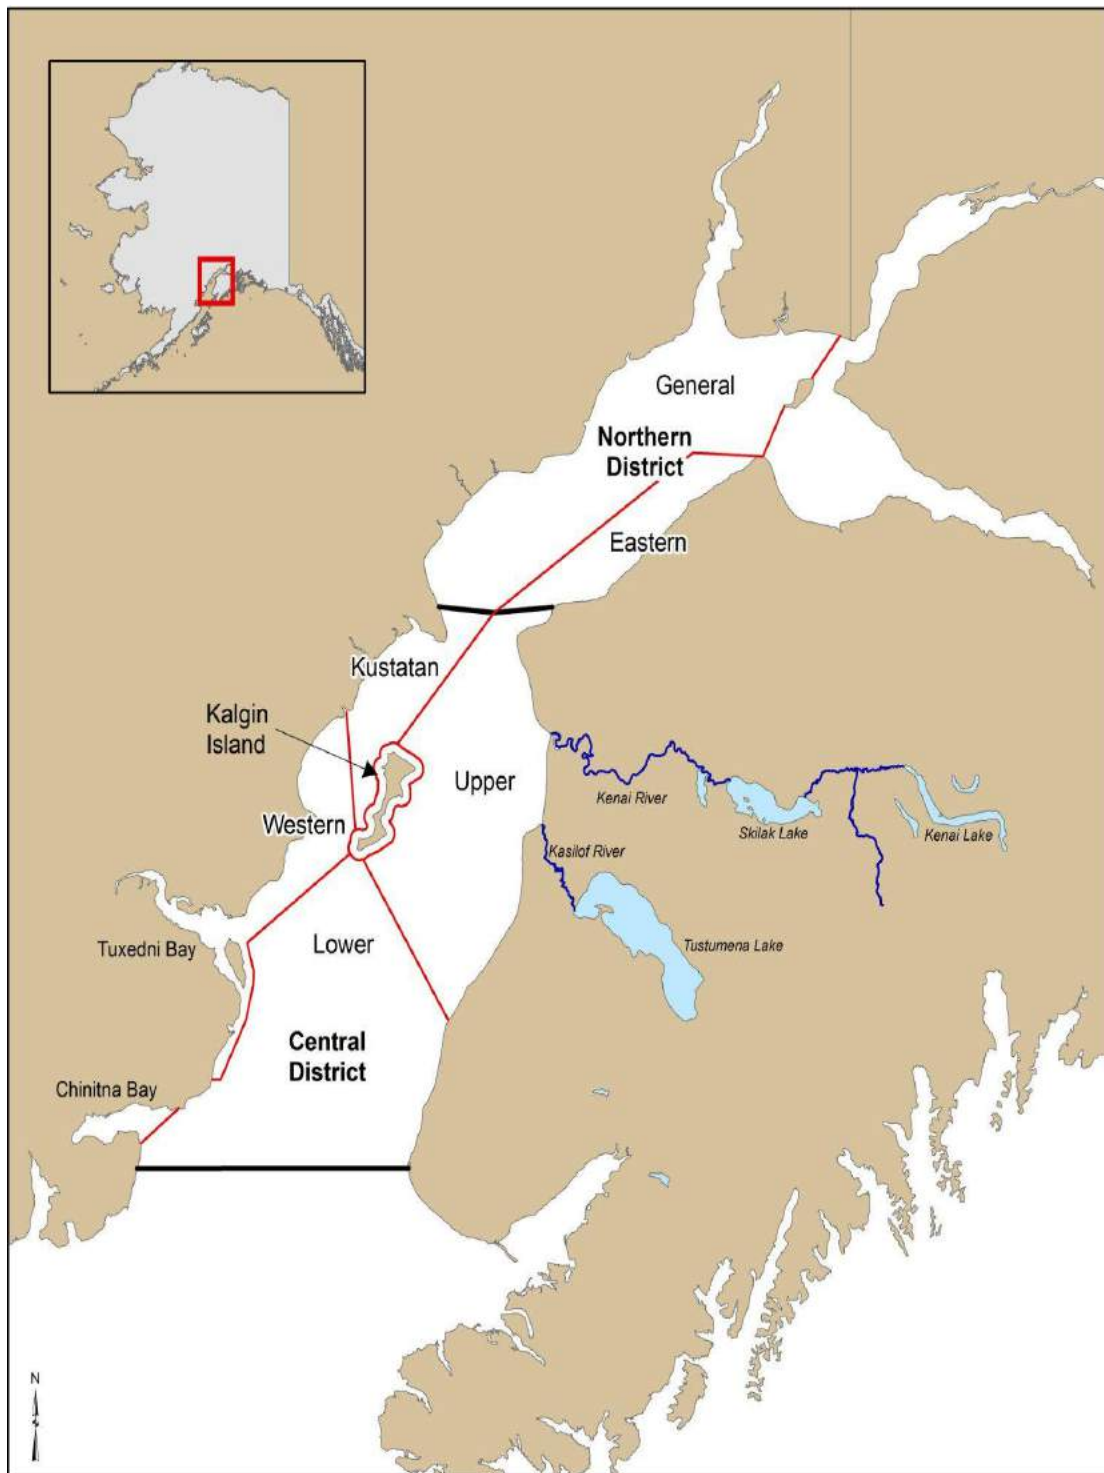 General
Northern
District
Eastern
Kustatan
Kalgin
Island
Upper
Western
Kenai River
Skilak Lake
Kenai Lake
Kasilof River
Tuxedni Bay
Lower
Tustumena Lake
Central
District
Chinitna Bay
N